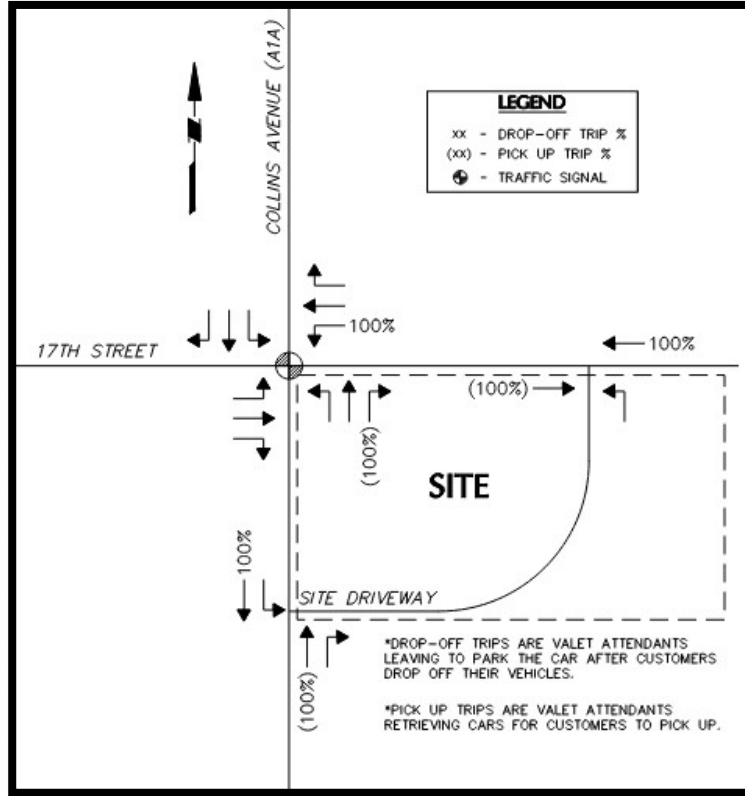 COLLINS AVENUE (A1A)
N
LEGEND
xx - DROP-OFF TRIP %
(xx) - PICK UP TRIP %
- TRAFFIC SIGNAL
100%
17TH STREET
100%
(100%)
(100%)
SITE
100%
SITE DRIVEWAY
(100%)
*DROP-OFF TRIPS ARE VALET ATTENDANTS
LEAVING TO PARK THE CAR AFTER CUSTOMERS
DROP OFF THEIR VEHICLES.
*PICK UP TRIPS ARE VALET ATTENDANTS
RETRIEVING CARS FOR CUSTOMERS TO PICK UP.